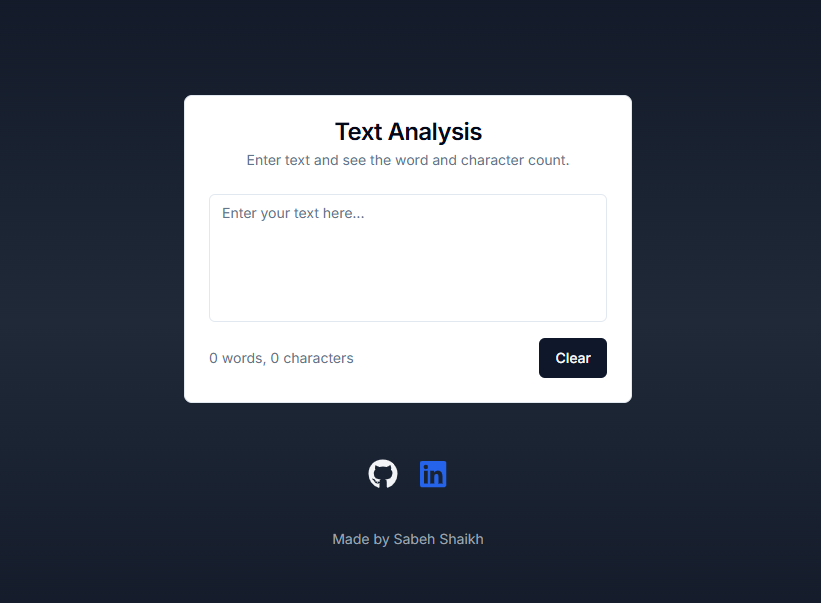 Text Analysis
Enter text and see the word and character count.
Enter your text here...
0 words, 0 characters
Clear
in
Made by Sabeh Shaikh